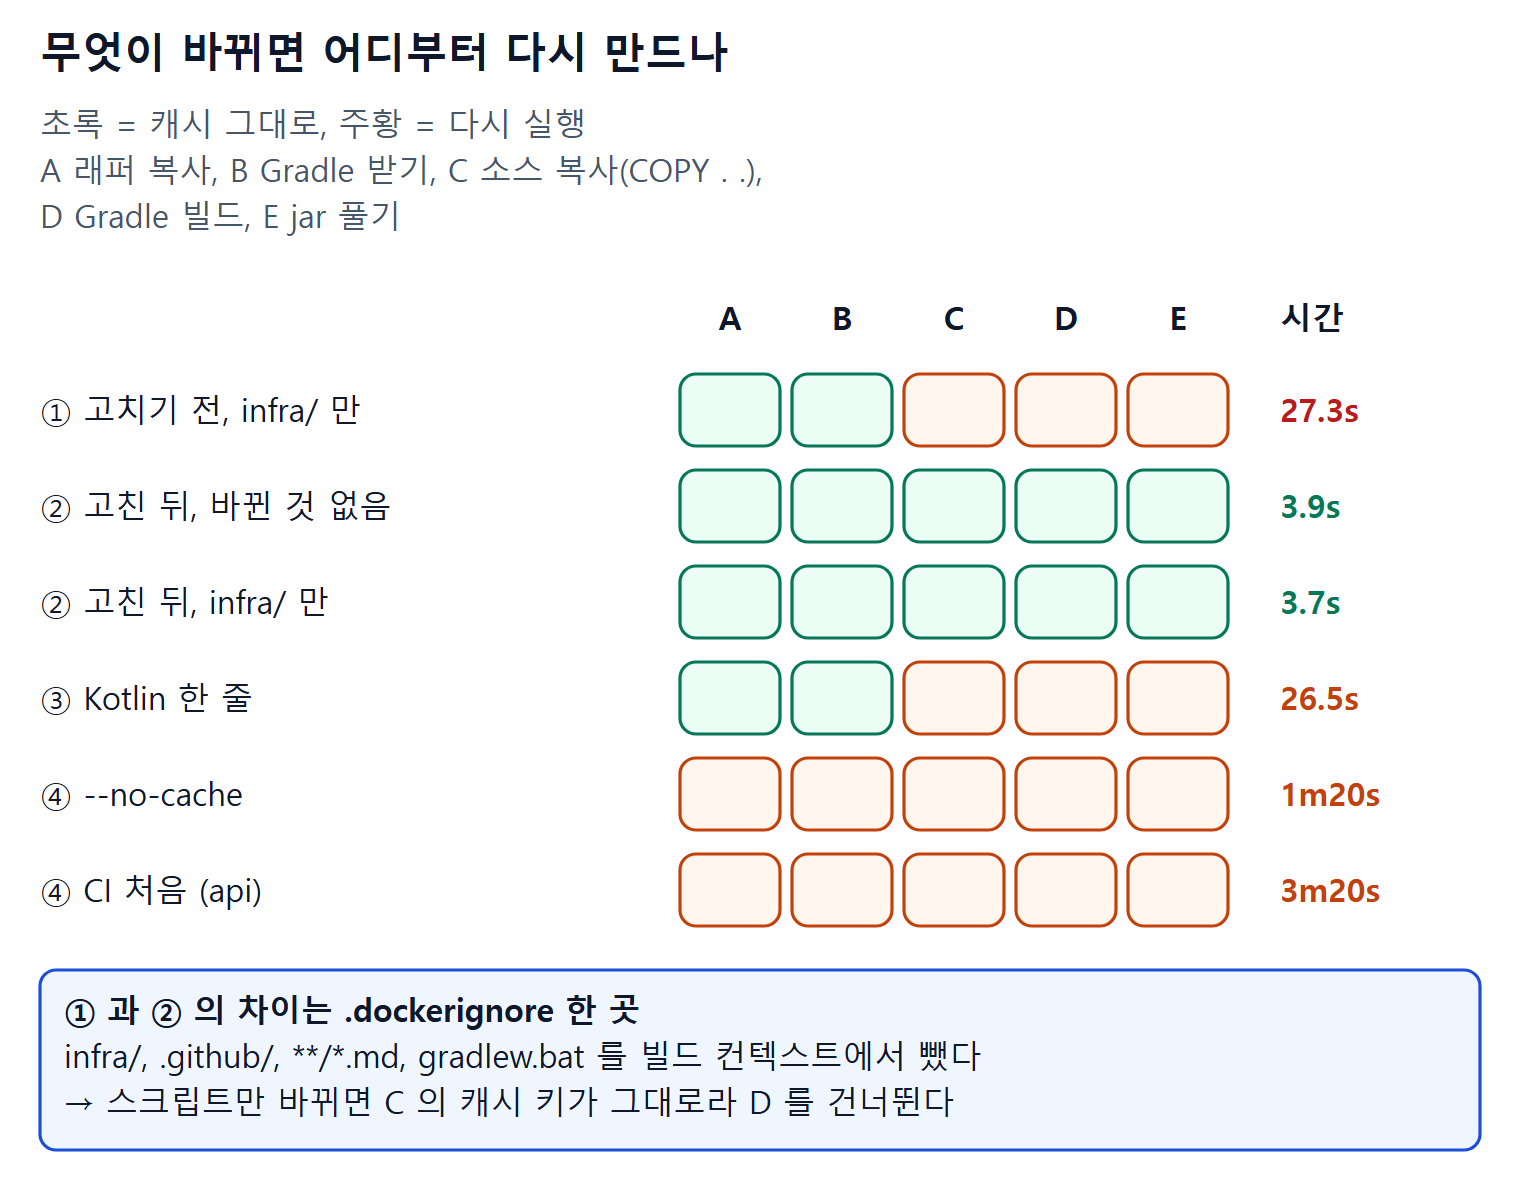 무엇이 바뀌면 어디부터 다시 만드나
초록 = 캐시 그대로, 주황 = 다시 실행
A 래퍼 복사, B Gradle 받기, C 소스 복사(COPY . .),
D Gradle 빌드, E jar 풀기
A B C D E 시간
① 고치기 전, infra/ 만 27.3s
② 고친 뒤, 바뀐 것 없음 3.9s
② 고친 뒤, infra/ 만 3.7s
③ Kotlin 한 줄 26.5s
④ --no-cache 1m20s
④ CI 처음 (api) 3m20s
① 과 ② 의 차이는 .dockerignore 한 곳
infra/, .github/, **/*.md, gradlew.bat 를 빌드 컨텍스트에서 뺐다
→ 스크립트만 바뀌면 C 의 캐시 키가 그대로라 D 를 건너뛴다